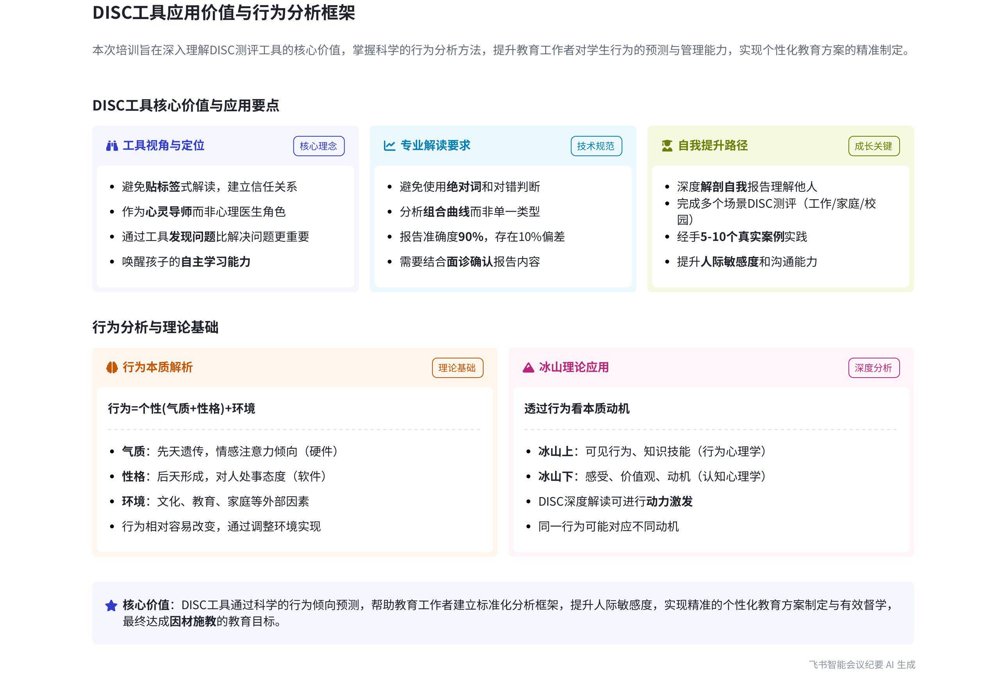 DISC工具应用价值与行为分析框架
本次培训旨在深入理解DISC测评工具的核心价值，掌握科学的行为分析方法，提升教育工作者对学生行为的预测与管理能力，实现个性化教育方案的精准制定。
DISC工具核心价值与应用要点
工具视角与定位
核心理念
避免贴标签式解读，建立信任关系
作为心灵导师而非心理医生角色
通过工具发现问题比解决问题更重要
唤醒孩子的自主学习能力
专业解读要求
技术规范
避免使用绝对词和对错判断
分析组合曲线而非单一类型
报告准确度90%，存在10%偏差
需要结合面诊确认报告内容
自我提升路径
成长关键
深度解剖自我报告理解他人
完成多个场景DISC测评（工作/家庭/校
园）
经手5-10个真实案例实践
提升人际敏感度和沟通能力
行为分析与理论基础
行为本质解析
理论基础
行为=个性(气质+性格)+环境
气质：先天遗传，情感注意力倾向（硬件）
性格：后天形成，对人处事态度（软件）
环境：文化、教育、家庭等外部因素
行为相对容易改变，通过调整环境实现
冰山理论应用
深度分析
透过行为看本质动机
冰山上：可见行为、知识技能（行为心理学）
冰山下：感受、价值观、动机（认知心理学）
DISC深度解读可进行动力激发
同一行为可能对应不同动机
核心价值：DISC工具通过科学的行为倾向预测，帮助教育工作者建立标准化分析框架，提升人际敏感度，实现精准的个性化教育方案制定与有效督学，
最终达成因材施教的教育目标。
飞书智能会议纪要 AI 生成